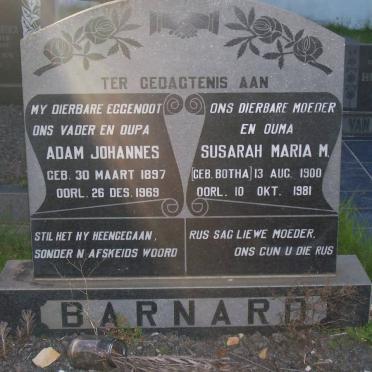 TER GEDAGTENIS AAN
MY DIERBARE EGGENOOT
ONS VADER EN OUPA
ADAM JOHANNES
GEB. 30 MAART 1897
OORL. 26 DES. 1969
STIL HET HY HEENGEGAAN,
SONDER 'N AFSKEIDS WOORD
ONS DIERBARE MOEDER
EN OUMA
SUSARAH MARIA M.
(GEB. BOTHA) 13 AUG. 1900
OORL. 10 OKT. 1981
RUS SAG LIEWE MOEDER,
ONS GUN U DIE RUS
BARNARD